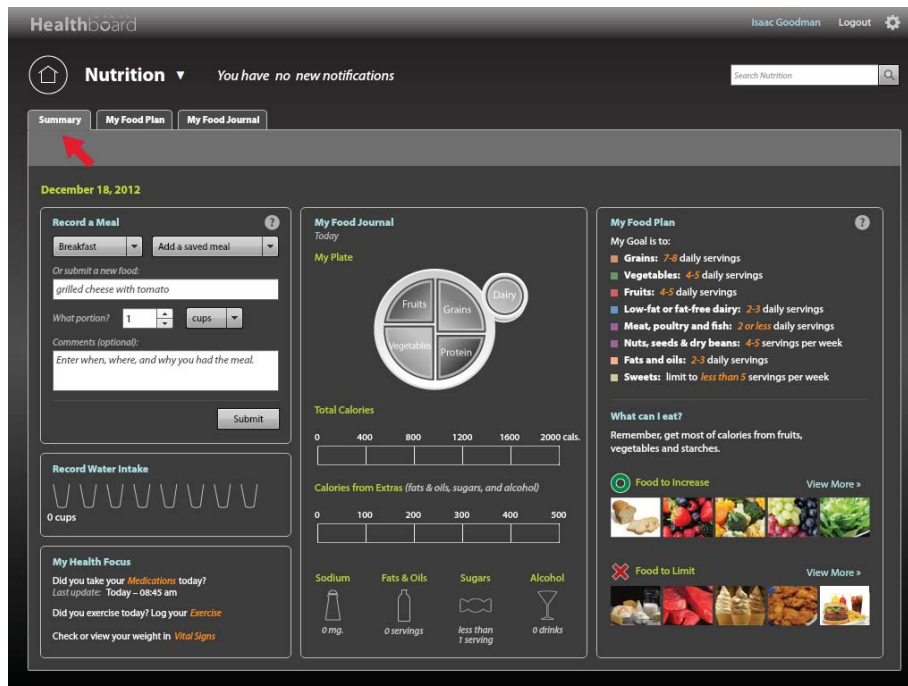 Healthboard
Isaac Goodman Logout
Nutrition ▼ You have no new notifications
Search Nutrition
Summary My Food Plan My Food Journal
December 18, 2012
Record a Meal ?
Breakfast Add a saved meal
Or submit a new food:
grilled cheese with tomato
What portion? 1 cups
Comments (optional):
Enter when, where, and why you had the meal.
Submit
Record Water Intake
0 cups
My Health Focus
Did you take your Medications today?
Last update: Today – 08:45 am
Did you exercise today? Log your Exercise
Check or view your weight in Vital Signs
My Food Journal
Today
My Plate
Fruits Grains Dairy
Vegetables Protein
Total Calories
0 400 800 1200 1600 2000 cals.
Calories from Extras (fats & oils, sugars, and alcohol)
0 100 200 300 400 500
Sodium Fats & Oils Sugars Alcohol
0 mg. 0 servings less than 0 drinks
1 serving
My Food Plan ?
My Goal is to:
Grains: 7-8 daily servings
Vegetables: 4-5 daily servings
Fruits: 4-5 daily servings
Low-fat or fat-free dairy: 2-3 daily servings
Meat, poultry and fish: 2 or less daily servings
Nuts, seeds & dry beans: 4-5 servings per week
Fats and oils: 2-3 daily servings
Sweets: limit to less than 5 servings per week
What can I eat?
Remember, get most of calories from fruits,
vegetables and starches.
Food to Increase View More »
Food to Limit View More »